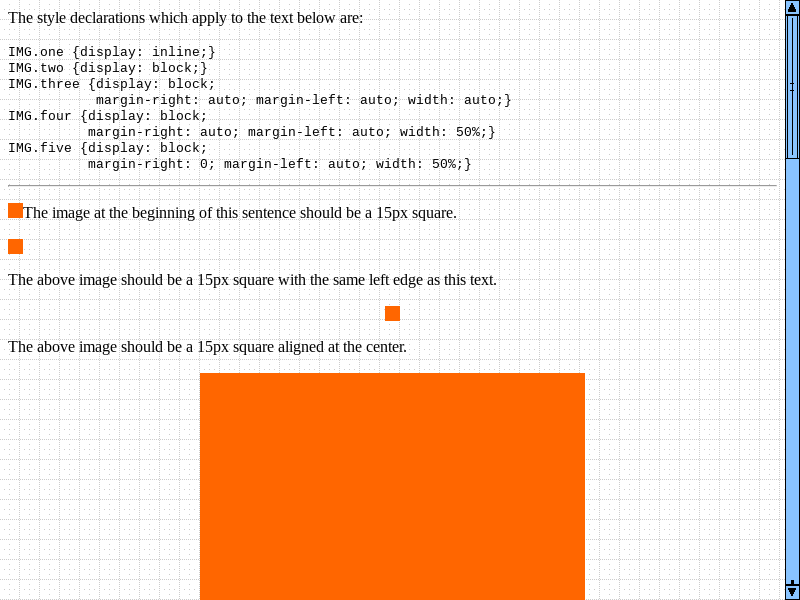 The style declarations which apply to the text below are:
IMG.one {display: inline;}
IMG.two {display: block;}
IMG.three {display: block;
margin-right: auto; margin-left: auto; width: auto;}
IMG.four {display: block;
margin-right: auto; margin-left: auto; width: 50%;}
IMG.five {display: block;
margin-right: 0; margin-left: auto; width: 50%;}
The image at the beginning of this sentence should be a 15px square.
The above image should be a 15px square with the same left edge as this text.
The above image should be a 15px square aligned at the center.